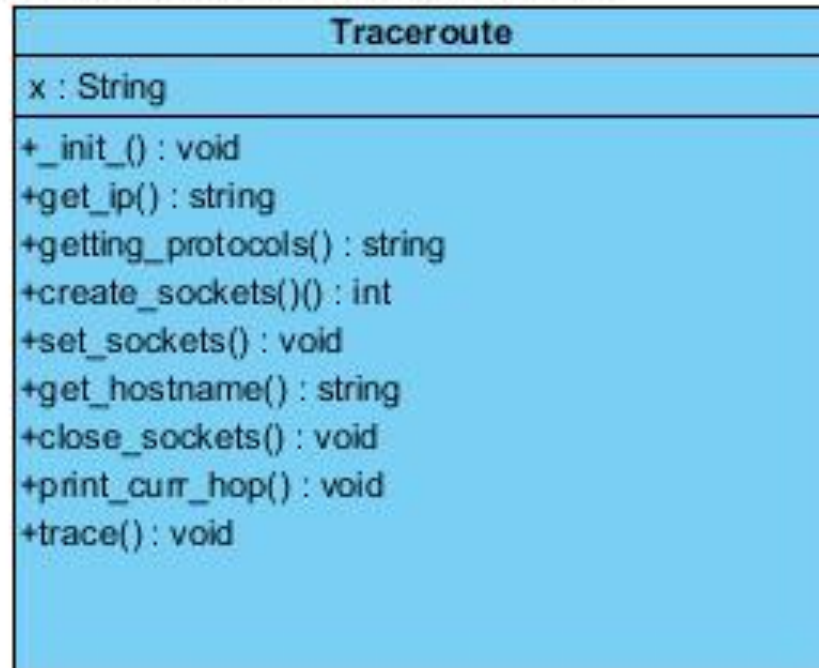 Traceroute
x : String
+_init_() : void
+get_ip() : string
+getting_protocols() : string
+create_sockets()() : int
+set_sockets() : void
+get_hostname() : string
+close_sockets() : void
+print_curr_hop() : void
+trace() : void